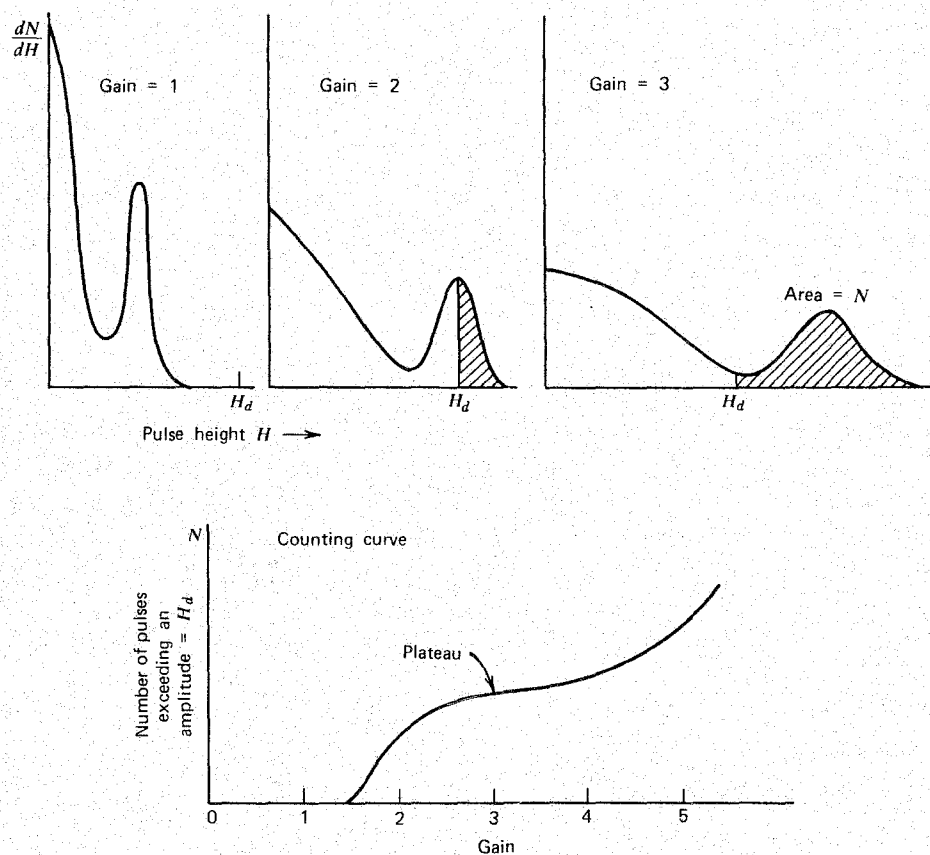 dN
dH
Gain = 1
Gain = 2
Gain = 3
Area = N
H_d
H_d
H_d
Pulse height H →
N
Counting curve
Number of pulses
exceeding an
amplitude = H_d
Plateau
0 1 2 3 4 5
Gain